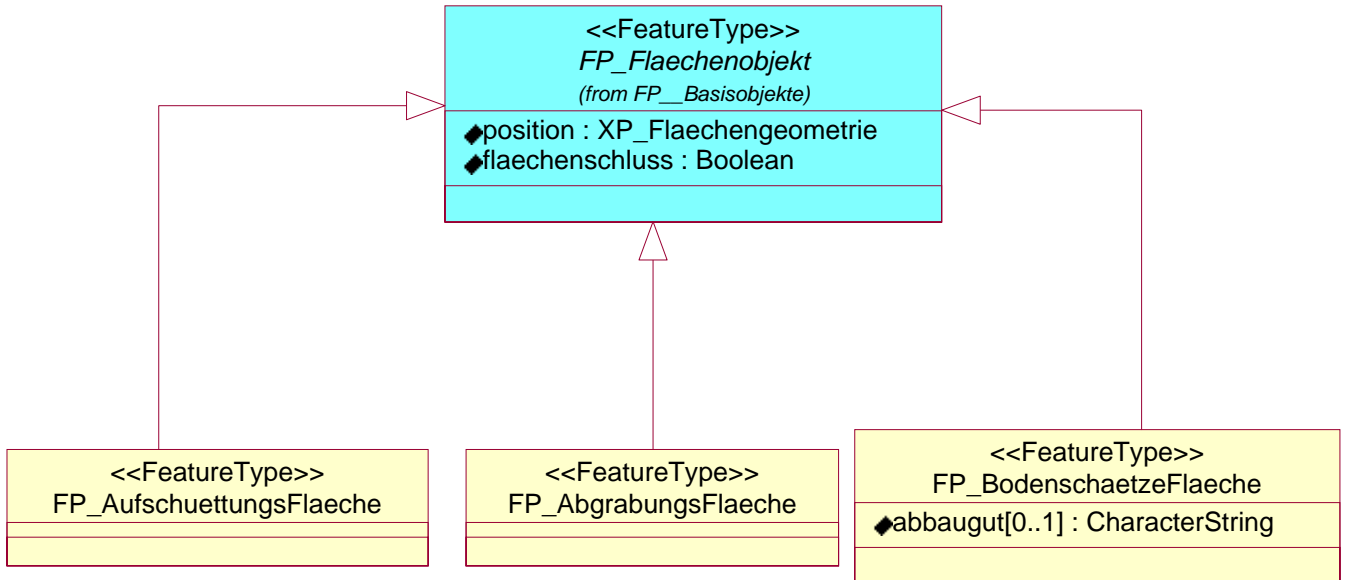 <<FeatureType>>
FP_Flaechenobjekt
(from FP__Basisobjekte)
position : XP_Flaechengeometrie
flaechenschluss : Boolean
<<FeatureType>>
FP_AufschuettungsFlaeche
<<FeatureType>>
FP_AbgrabungsFlaeche
<<FeatureType>>
FP_BodenschaetzeFlaeche
abbaugut[0..1] : CharacterString